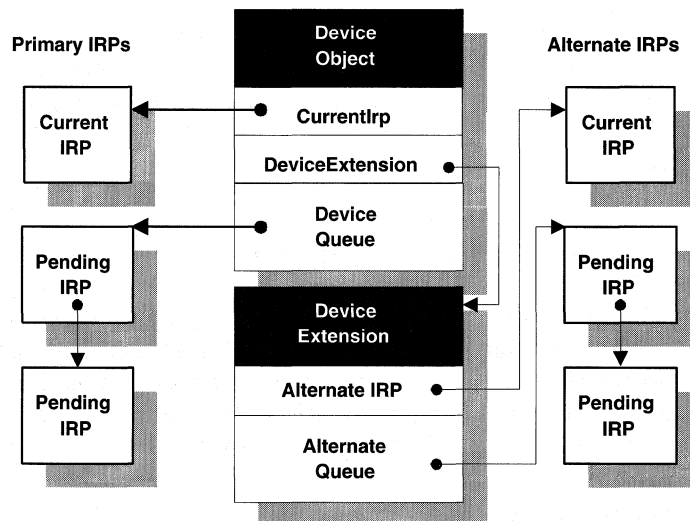 Primary IRPs
Current
IRP
Pending
IRP
Pending
IRP
Device
Object
CurrentIrp
DeviceExtension
Device
Queue
Device
Extension
Alternate IRP
Alternate
Queue
Alternate IRPs
Current
IRP
Pending
IRP
Pending
IRP